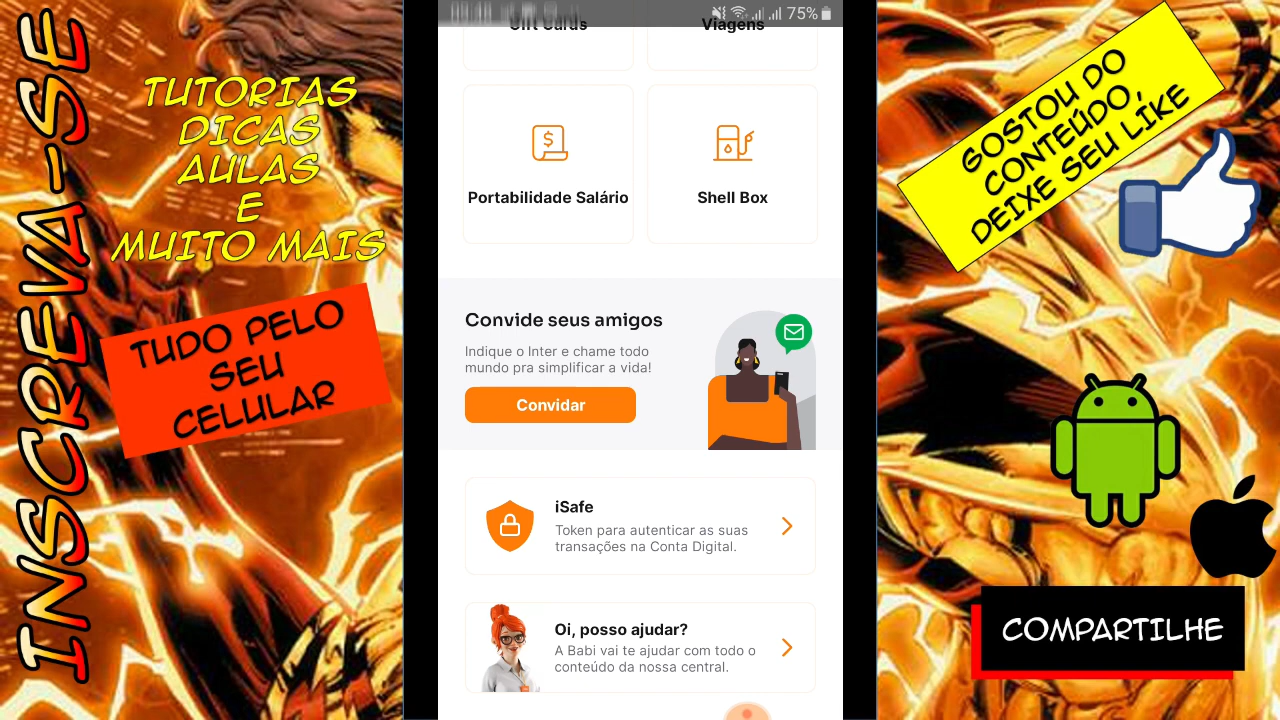 INSCREVA-SE
TUTORIAS
DICAS
AULAS
E
MUITO MAIS
TUDO PELO
SEU
CELULAR
75%
Gift Cards
Viagens
$
Portabilidade Salário
Shell Box
Convide seus amigos
Indique o Inter e chame todo
mundo pra simplificar a vida!
Convidar
iSafe
Token para autenticar as suas
transações na Conta Digital.
Oi, posso ajudar?
A Babi vai te ajudar com todo o
conteúdo da nossa central.
GOSTOU DO
CONTEÚDO,
DEIXE SEU LIKE
COMPARTILHE